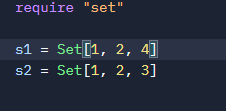 require "set"
s1 = Set[1, 2, 4]
s2 = Set[1, 2, 3]